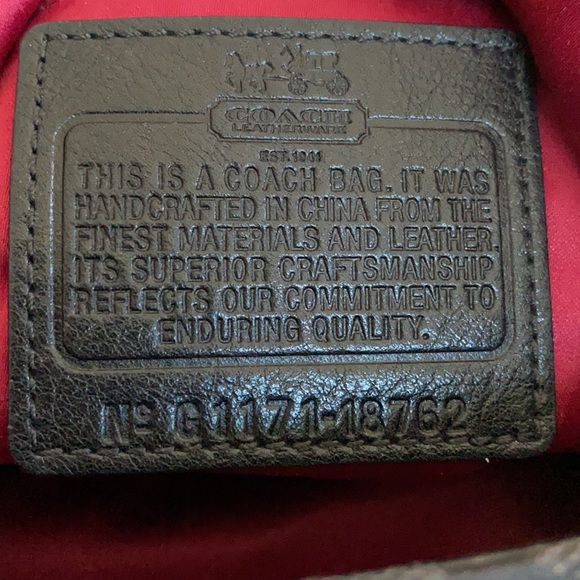 COACH
LEATHERWARE
EST. 1941
THIS IS A COACH BAG. IT WAS
HANDCRAFTED IN CHINA FROM THE
FINEST MATERIALS AND LEATHER.
ITS SUPERIOR CRAFTSMANSHIP
REFLECTS OUR COMMITMENT TO
ENDURING QUALITY.
Nº G1171-18762